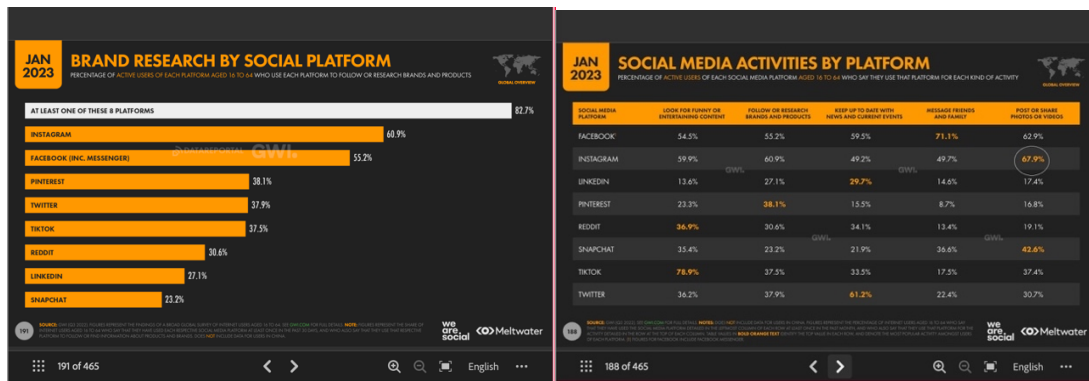 JAN
2023
BRAND RESEARCH BY SOCIAL PLATFORM
PERCENTAGE OF ACTIVE USERS OF EACH PLATFORM AGED 16 TO 64 WHO USE EACH PLATFORM TO FOLLOW OR RESEARCH BRANDS AND PRODUCTS
GLOBAL OVERVIEW
AT LEAST ONE OF THESE 8 PLATFORMS 82.7%
INSTAGRAM 60.9%
FACEBOOK (INC. MESSENGER) 55.2%
DATAREPORTAL GWI.
PINTEREST 38.1%
TWITTER 37.9%
TIKTOK 37.5%
REDDIT 30.6%
LINKEDIN 27.1%
SNAPCHAT 23.2%
191
we are social
Meltwater
191 of 465
English
JAN
2023
SOCIAL MEDIA ACTIVITIES BY PLATFORM
PERCENTAGE OF ACTIVE USERS OF EACH SOCIAL MEDIA PLATFORM AGED 16 TO 64 WHO SAY THEY USE THAT PLATFORM FOR EACH KIND OF ACTIVITY
GLOBAL OVERVIEW
SOCIAL MEDIA PLATFORM LOOK FOR FUNNY OR ENTERTAINING CONTENT FOLLOW OR RESEARCH BRANDS AND PRODUCTS KEEP UP TO DATE WITH NEWS AND CURRENT EVENTS MESSAGE FRIENDS AND FAMILY POST OR SHARE PHOTOS OR VIDEOS
FACEBOOK 54.5% 55.2% 59.5% 71.1% 62.9%
INSTAGRAM 59.9% 60.9% 49.2% 49.7% 67.9%
GWI. GWI.
LINKEDIN 13.6% 27.1% 29.7% 14.6% 17.4%
PINTEREST 23.3% 38.1% 15.5% 8.7% 16.8%
REDDIT 36.9% 30.6% 34.1% 13.4% 19.1%
GWI. GWI.
SNAPCHAT 35.4% 23.2% 21.9% 36.6% 42.6%
TIKTOK 78.9% 37.5% 33.5% 17.5% 37.4%
TWITTER 36.2% 37.9% 61.2% 22.4% 30.7%
188
we are social
Meltwater
188 of 465
English